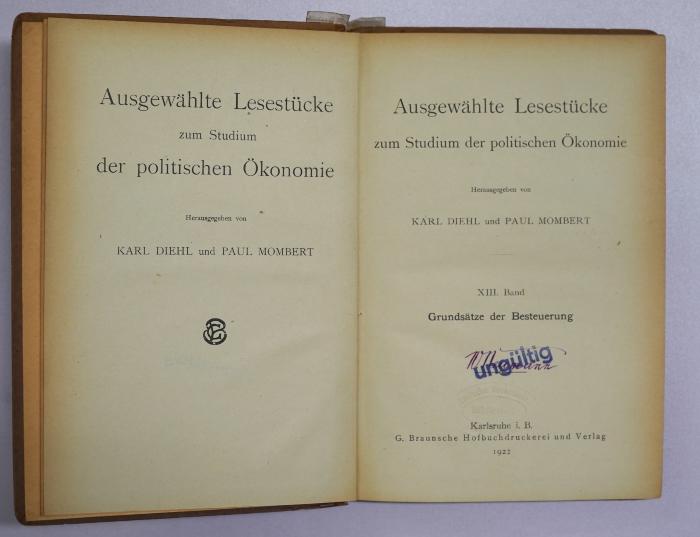 Ausgewählte Lesestücke
zum Studium
der politischen Ökonomie
Herausgegeben von
KARL DIEHL und PAUL MOMBERT
Ausgewählte Lesestücke
zum Studium der politischen Ökonomie
Herausgegeben von
KARL DIEHL und PAUL MOMBERT
XIII. Band
Grundsätze der Besteuerung
ungültig
Karlsruhe i. B.
G. Braunsche Hofbuchdruckerei und Verlag
1922